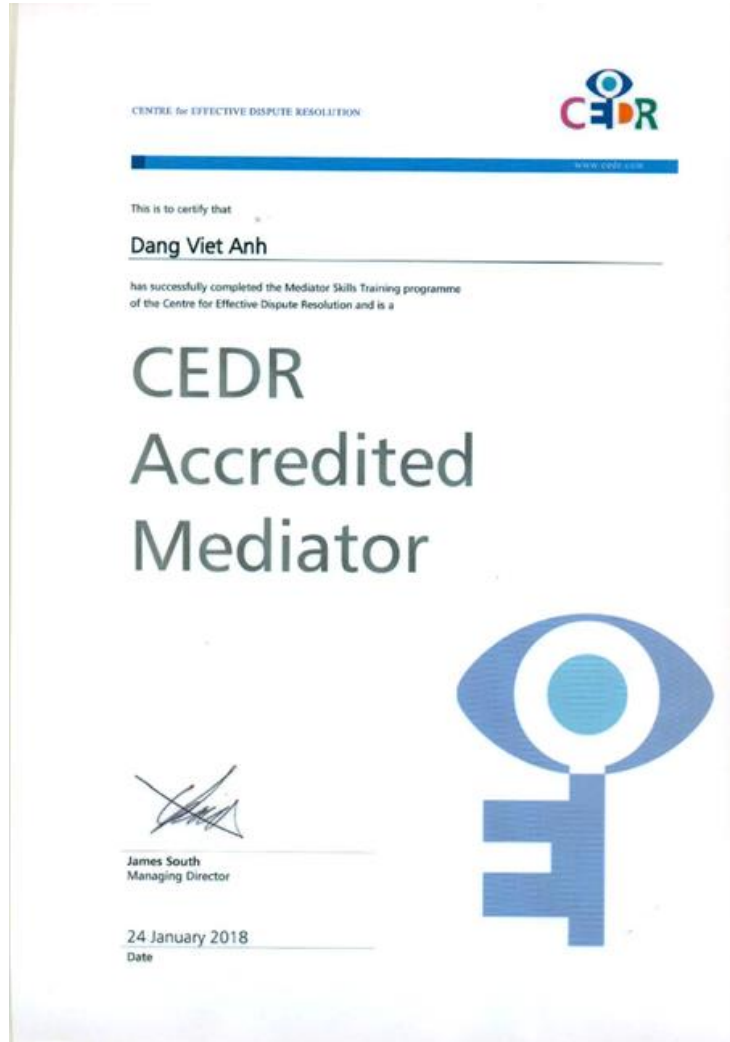 CENTRE for EFFECTIVE DISPUTE RESOLUTION
CEDR
www.cedr.com
This is to certify that
Dang Viet Anh
has successfully completed the Mediator Skills Training programme
of the Centre for Effective Dispute Resolution and is a
CEDR
Accredited
Mediator
James South
Managing Director
24 January 2018
Date